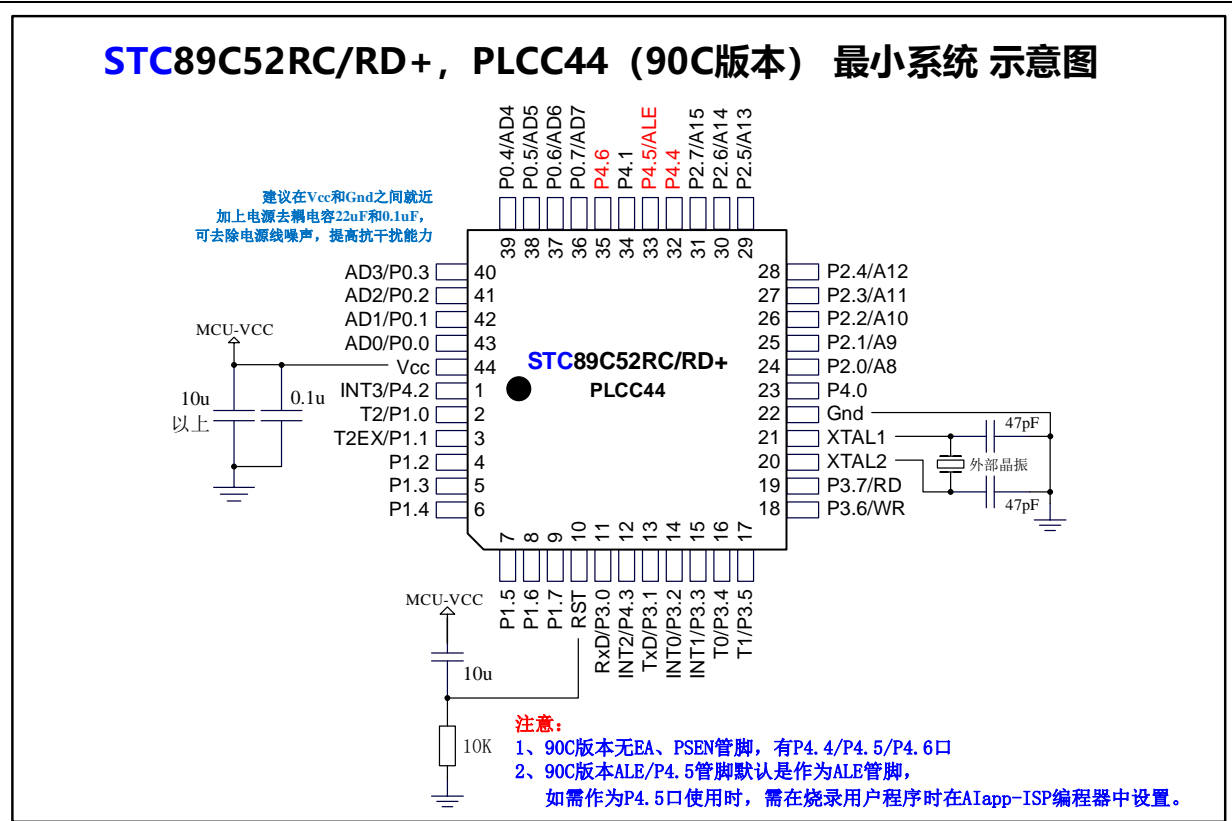 STC89C52RC/RD+，PLCC44（90C版本） 最小系统 示意图
建议在Vcc和Gnd之间就近
加上电源去耦电容22uF和0.1uF，
可去除电源线噪声，提高抗干扰能力
P0.4/AD4
P0.5/AD5
P0.6/AD6
P0.7/AD7
P4.6
P4.1
P4.5/ALE
P4.4
P2.7/A15
P2.6/A14
P2.5/A13
39 38 37 36 35 34 33 32 31 30 29
AD3/P0.3 40
AD2/P0.2 41
AD1/P0.1 42
AD0/P0.0 43
Vcc 44
INT3/P4.2 1
T2/P1.0 2
T2EX/P1.1 3
P1.2 4
P1.3 5
P1.4 6
MCU-VCC
10u
以上
0.1u
STC89C52RC/RD+
PLCC44
28 P2.4/A12
27 P2.3/A11
26 P2.2/A10
25 P2.1/A9
24 P2.0/A8
23 P4.0
22 Gnd
21 XTAL1
20 XTAL2
19 P3.7/RD
18 P3.6/WR
47pF
外部晶振
47pF
7 8 9 10 11 12 13 14 15 16 17
P1.5
P1.6
P1.7
RST
RxD/P3.0
INT2/P4.3
TxD/P3.1
INT0/P3.2
INT1/P3.3
T0/P3.4
T1/P3.5
MCU-VCC
10u
10K
注意：
1、90C版本无EA、PSEN管脚，有P4.4/P4.5/P4.6口
2、90C版本ALE/P4.5管脚默认是作为ALE管脚，
如需作为P4.5口使用时，需在烧录用户程序时在AIapp-ISP编程器中设置。